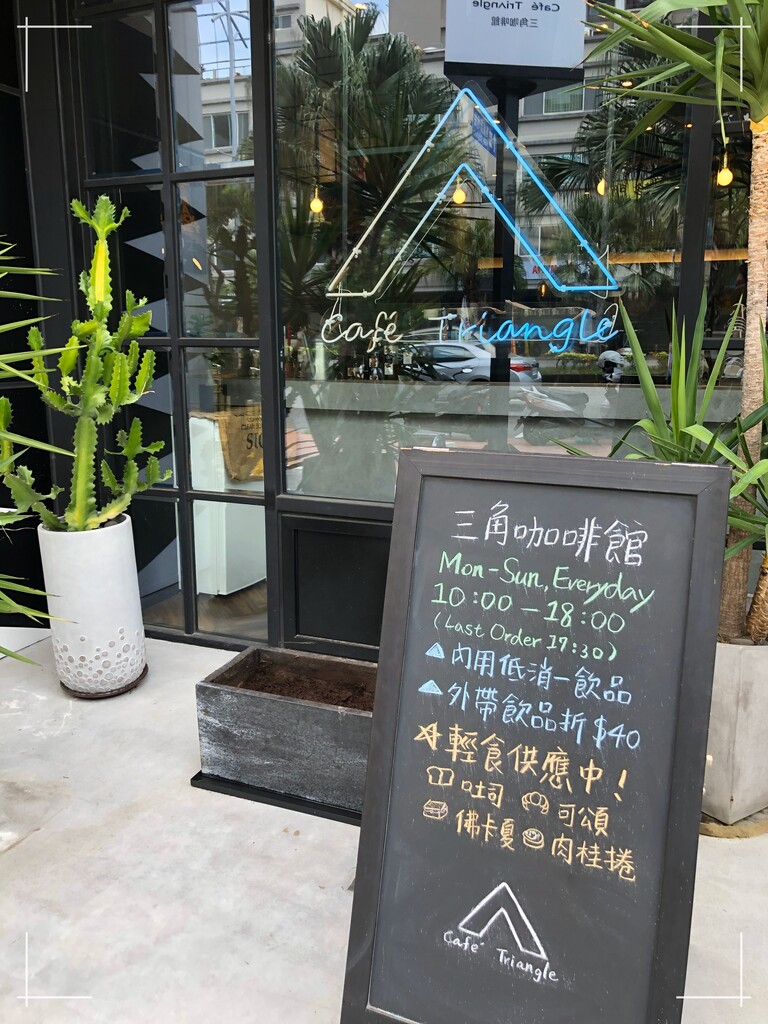 Café Triangle
三角咖啡館
Café Triangle
三角咖啡館
Mon-Sun, Everyday
10:00 - 18:00
(Last Order 17:30)
內用低消一飲品
外帶飲品折$40
輕食供應中!
吐司 可頌
佛卡夏 肉桂捲
Café Triangle